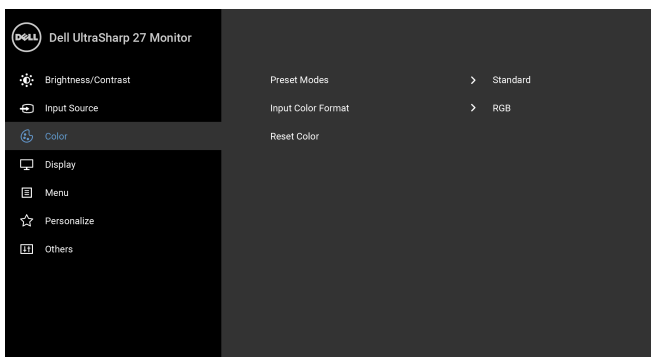 DELL Dell UltraSharp 27 Monitor
Brightness/Contrast Preset Modes Standard
Input Source Input Color Format RGB
Color Reset Color
Display
Menu
Personalize
Others